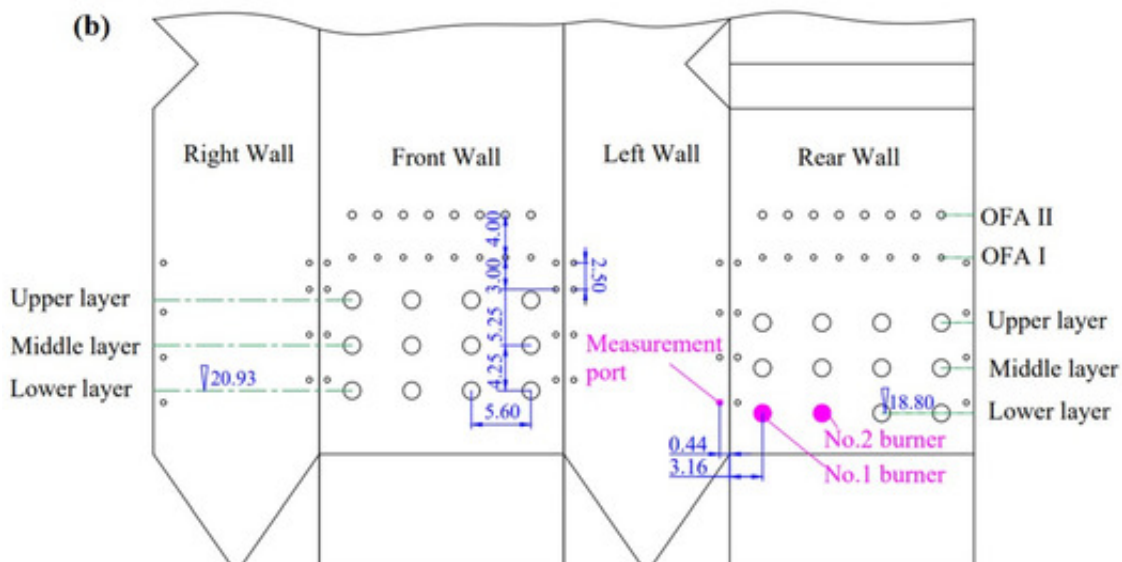 (b)
Right Wall
Front Wall
Left Wall
Rear Wall
OFA II
OFA I
4.00
3.00
2.50
5.25
4.25
5.60
Upper layer
Middle layer
Lower layer
20.93
Measurement
port
Upper layer
Middle layer
Lower layer
18.80
0.44
3.16
No.2 burner
No.1 burner